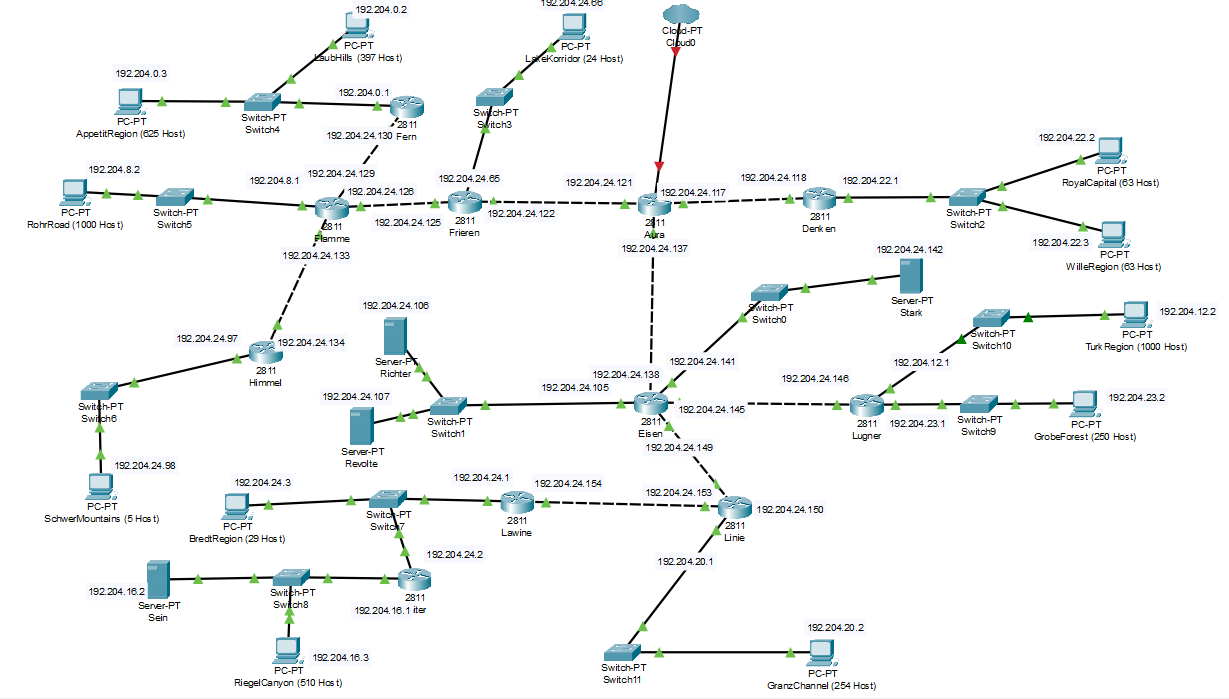 192.204.0.2
192.204.24.66
Cloud-PT
Cloud0
PC-PT
LaubHills (397 Host)
PC-PT
LakeKorridor (24 Host)
192.204.0.3
192.204.0.1
PC-PT
AppetitRegion (625 Host)
Switch-PT
Switch4
2811
Fern
192.204.24.130
Switch-PT
Switch3
192.204.22.2
PC-PT
RoyalCapital (63 Host)
192.204.8.2
192.204.8.1
192.204.24.129
192.204.24.126
192.204.24.65
192.204.24.121
192.204.24.117
192.204.24.118
192.204.22.1
PC-PT
RohrRoad (1000 Host)
Switch-PT
Switch5
2811
Flamme
192.204.24.125
2811
Frieren
192.204.24.122
2811
Aura
2811
Denken
Switch-PT
Switch2
192.204.22.3
PC-PT
WilleRegion (63 Host)
192.204.24.133
192.204.24.137
192.204.24.142
Server-PT
Stark
Switch-PT
Switch0
192.204.24.106
Server-PT
Richter
192.204.12.2
PC-PT
TurkRegion (1000 Host)
Switch-PT
Switch10
192.204.24.97
192.204.24.134
2811
Himmel
192.204.24.141
192.204.24.138
192.204.12.1
192.204.24.146
192.204.24.105
192.204.24.107
Switch-PT
Switch6
Switch-PT
Switch1
2811
Eisen
192.204.24.145
2811
Lugner
192.204.23.1
Switch-PT
Switch9
192.204.23.2
PC-PT
GrobeForest (250 Host)
Server-PT
Revolte
192.204.24.149
192.204.24.98
PC-PT
SchwerMountains (5 Host)
192.204.24.3
192.204.24.1
192.204.24.154
192.204.24.153
192.204.24.150
PC-PT
BredtRegion (29 Host)
Switch-PT
Switch7
2811
Lawine
2811
Linie
192.204.24.2
192.204.20.1
192.204.16.2
Server-PT
Sein
Switch-PT
Switch8
2811
192.204.16.1 iter
192.204.16.3
PC-PT
RiegelCanyon (510 Host)
Switch-PT
Switch11
192.204.20.2
PC-PT
GranzChannel (254 Host)